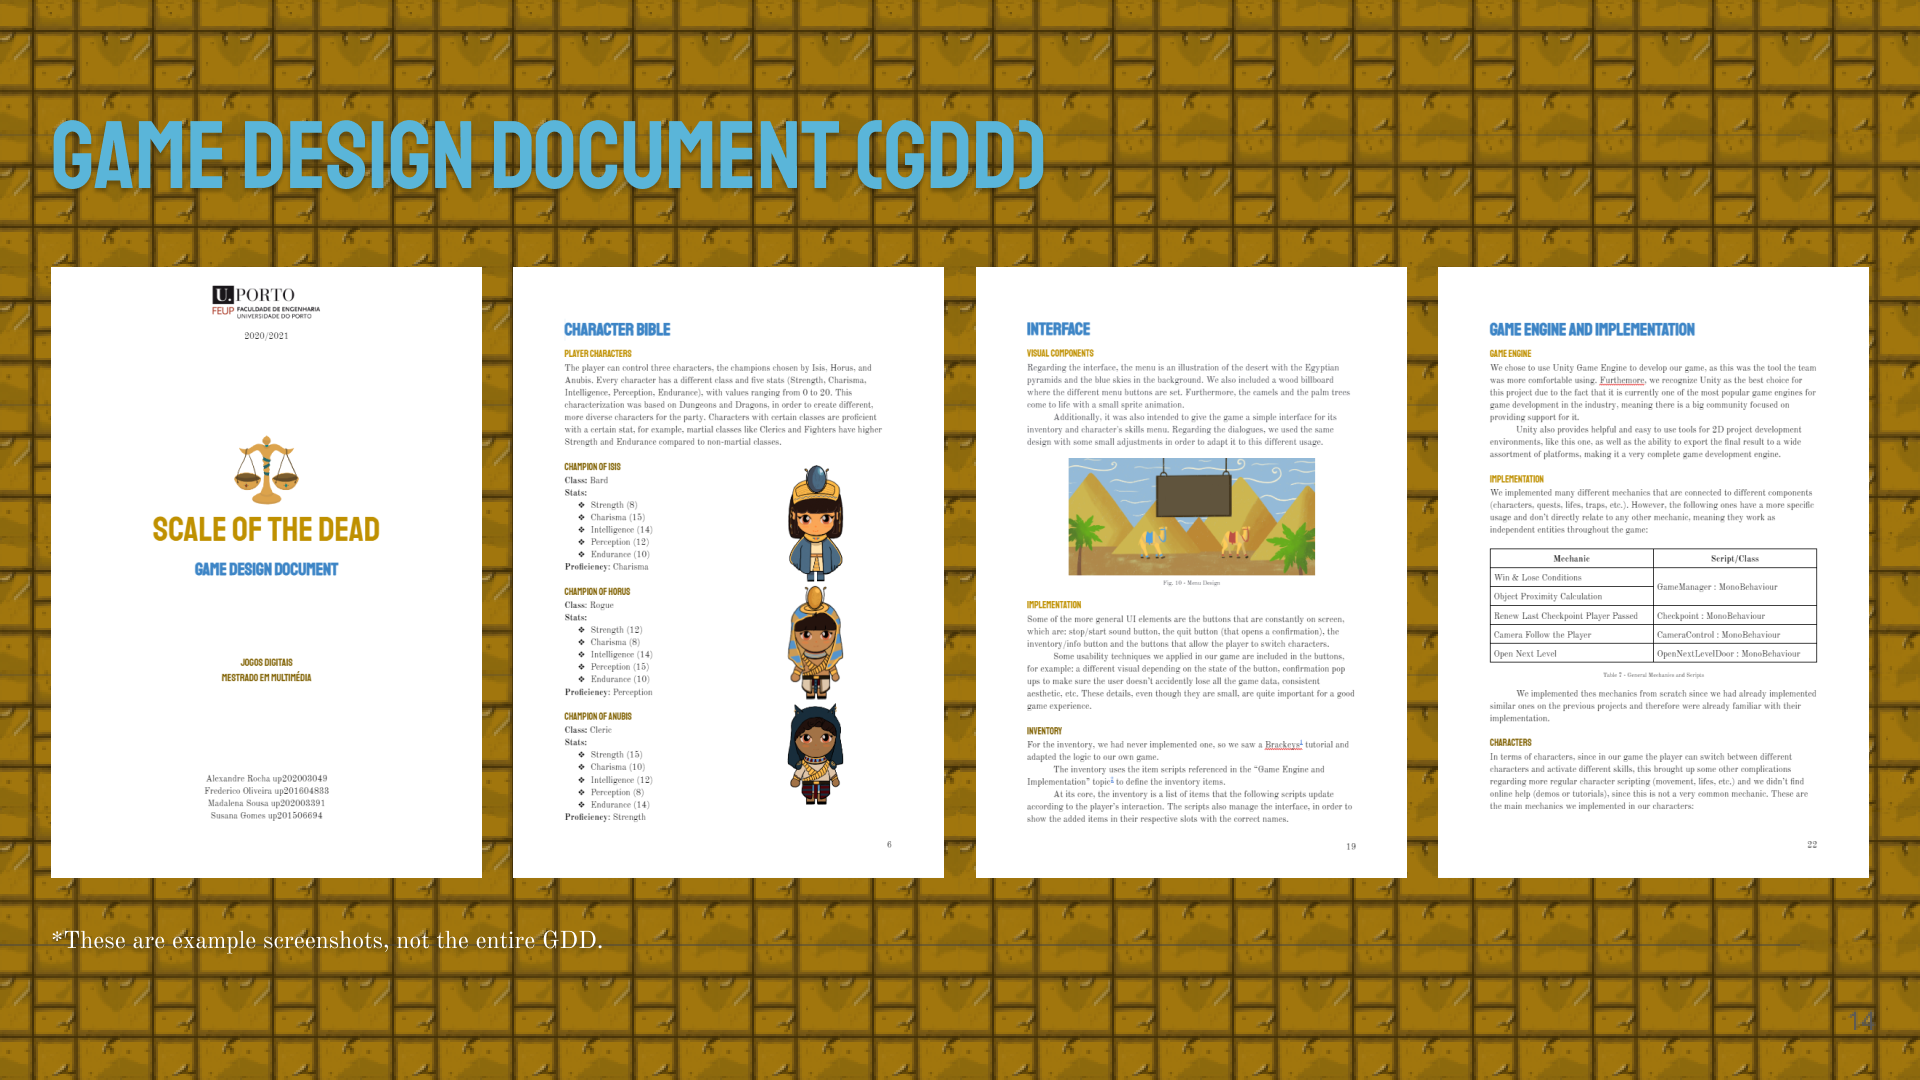 GAME DESIGN DOCUMENT (GDD)
U. PORTO
FEUP FACULDADE DE ENGENHARIA
UNIVERSIDADE DO PORTO
2020/2021
SCALE OF THE DEAD
GAME DESIGN DOCUMENT
JOGOS DIGITAIS
MESTRADO EM MULTIMÉDIA
Alexandre Rocha up202003049
Frederico Oliveira up201604833
Madalena Sousa up202003391
Susana Gomes up201506694
CHARACTER BIBLE
PLAYER CHARACTERS
The player can control three characters, the champions chosen by Isis, Horus, and
Anubis. Every character has a different class and five stats (Strength, Charisma,
Intelligence, Perception, Endurance), with values ranging from 0 to 20. This
characterization was based on Dungeons and Dragons, in order to create different,
more diverse characters for the party. Characters with certain classes are proficient
with a certain stat, for example, martial classes like Clerics and Fighters have higher
Strength and Endurance compared to non-martial classes.
CHAMPION OF ISIS
Class: Bard
Stats:
❖ Strength (8)
❖ Charisma (15)
❖ Intelligence (14)
❖ Perception (12)
❖ Endurance (10)
Proficiency: Charisma
CHAMPION OF HORUS
Class: Rogue
Stats:
❖ Strength (12)
❖ Charisma (8)
❖ Intelligence (14)
❖ Perception (15)
❖ Endurance (10)
Proficiency: Perception
CHAMPION OF ANUBIS
Class: Cleric
Stats:
❖ Strength (15)
❖ Charisma (10)
❖ Intelligence (12)
❖ Perception (8)
❖ Endurance (14)
Proficiency: Strength
6
INTERFACE
VISUAL COMPONENTS
Regarding the interface, the menu is an illustration of the desert with the Egyptian
pyramids and the blue skies in the background. We also included a wood billboard
where the different menu buttons are set. Furthermore, the camels and the palm trees
come to life with a small sprite animation.
Additionally, it was also intended to give the game a simple interface for its
inventory and character's skills menu. Regarding the dialogues, we used the same
design with some small adjustments in order to adapt it to this different usage.
Fig. 10 - Menu Design
IMPLEMENTATION
Some of the more general UI elements are the buttons that are constantly on screen,
which are: stop/start sound button, the quit button (that opens a confirmation), the
inventory/info button and the buttons that allow the player to switch characters.
Some usability techniques we applied in our game are included in the buttons,
for example: a different visual depending on the state of the button, confirmation pop
ups to make sure the user doesn't accidently lose all the game data, consistent
aesthetic, etc. These details, even though they are small, are quite important for a good
game experience.
INVENTORY
For the inventory, we had never implemented one, so we saw a Brackeys¹ tutorial and
adapted the logic to our own game.
The inventory uses the item scripts referenced in the “Game Engine and
Implementation” topic² to define the inventory items.
At its core, the inventory is a list of items that the following scripts update
according to the player's interaction. The scripts also manage the interface, in order to
show the added items in their respective slots with the correct names.
19
GAME ENGINE AND IMPLEMENTATION
GAME ENGINE
We chose to use Unity Game Engine to develop our game, as this was the tool the team
was more comfortable using. Furthemore, we recognize Unity as the best choice for
this project due to the fact that it is currently one of the most popular game engines for
game development in the industry, meaning there is a big community focused on
providing support for it.
Unity also provides helpful and easy to use tools for 2D project development
environments, like this one, as well as the ability to export the final result to a wide
assortment of platforms, making it a very complete game development engine.
IMPLEMENTATION
We implemented many different mechanics that are connected to different components
(characters, quests, lifes, traps, etc.). However, the following ones have a more specific
usage and don't directly relate to any other mechanic, meaning they work as
independent entities throughout the game:
Mechanic Script/Class
Win & Lose Conditions GameManager : MonoBehaviour
Object Proximity Calculation
Renew Last Checkpoint Player Passed Checkpoint : MonoBehaviour
Camera Follow the Player CameraControl : MonoBehaviour
Open Next Level OpenNextLevelDoor : MonoBehaviour
Table 7 - General Mechanics and Scripts
We implemented thes mechanics from scratch since we had already implemented
similar ones on the previous projects and therefore were already familiar with their
implementation.
CHARACTERS
In terms of characters, since in our game the player can switch between different
characters and activate different skills, this brought up some other complications
regarding more regular character scripting (movement, lifes, etc.) and we didn't find
online help (demos or tutorials), since this is not a very common mechanic. These are
the main mechanics we implemented in our characters:
22
*These are example screenshots, not the entire GDD.
14